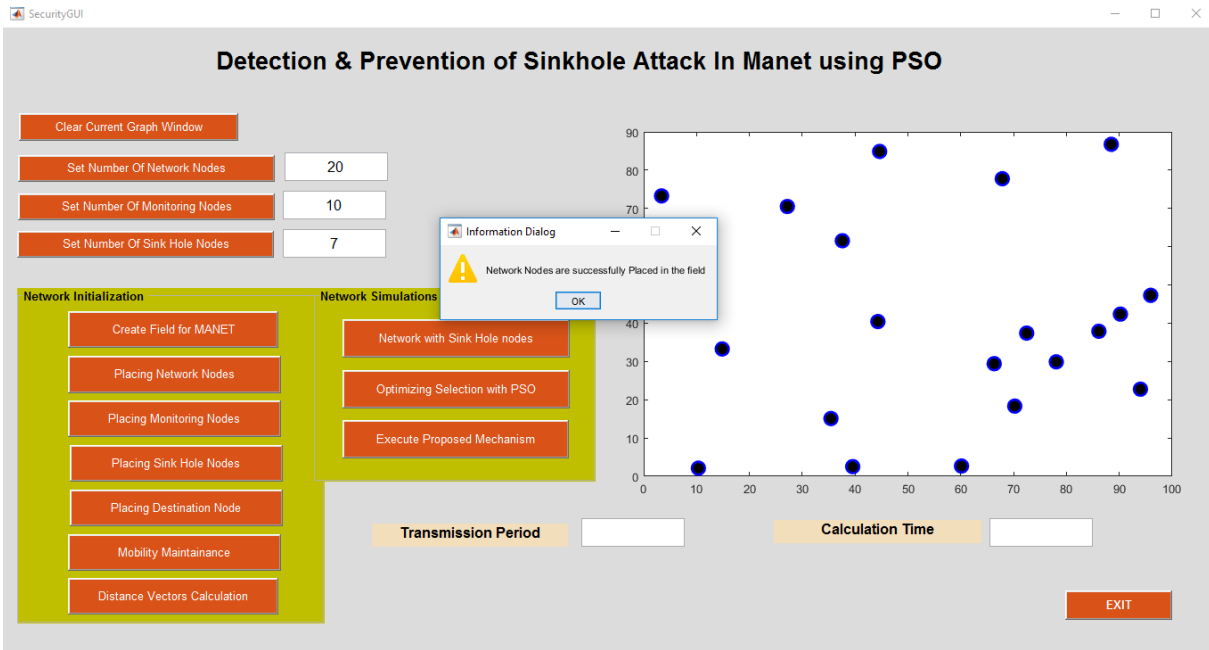 SecurityGUI
Detection & Prevention of Sinkhole Attack In Manet using PSO
Clear Current Graph Window
Set Number Of Network Nodes
20
Set Number Of Monitoring Nodes
10
Set Number Of Sink Hole Nodes
7
Information Dialog
Network Nodes are successfully Placed in the field
OK
Network Initialization
Create Field for MANET
Placing Network Nodes
Placing Monitoring Nodes
Placing Sink Hole Nodes
Placing Destination Node
Mobility Maintainance
Distance Vectors Calculation
Network Simulations
Network with Sink Hole nodes
Optimizing Selection with PSO
Execute Proposed Mechanism
90
80
70
40
30
20
10
0
0 10 20 30 40 50 60 70 80 90 100
Transmission Period
Calculation Time
EXIT